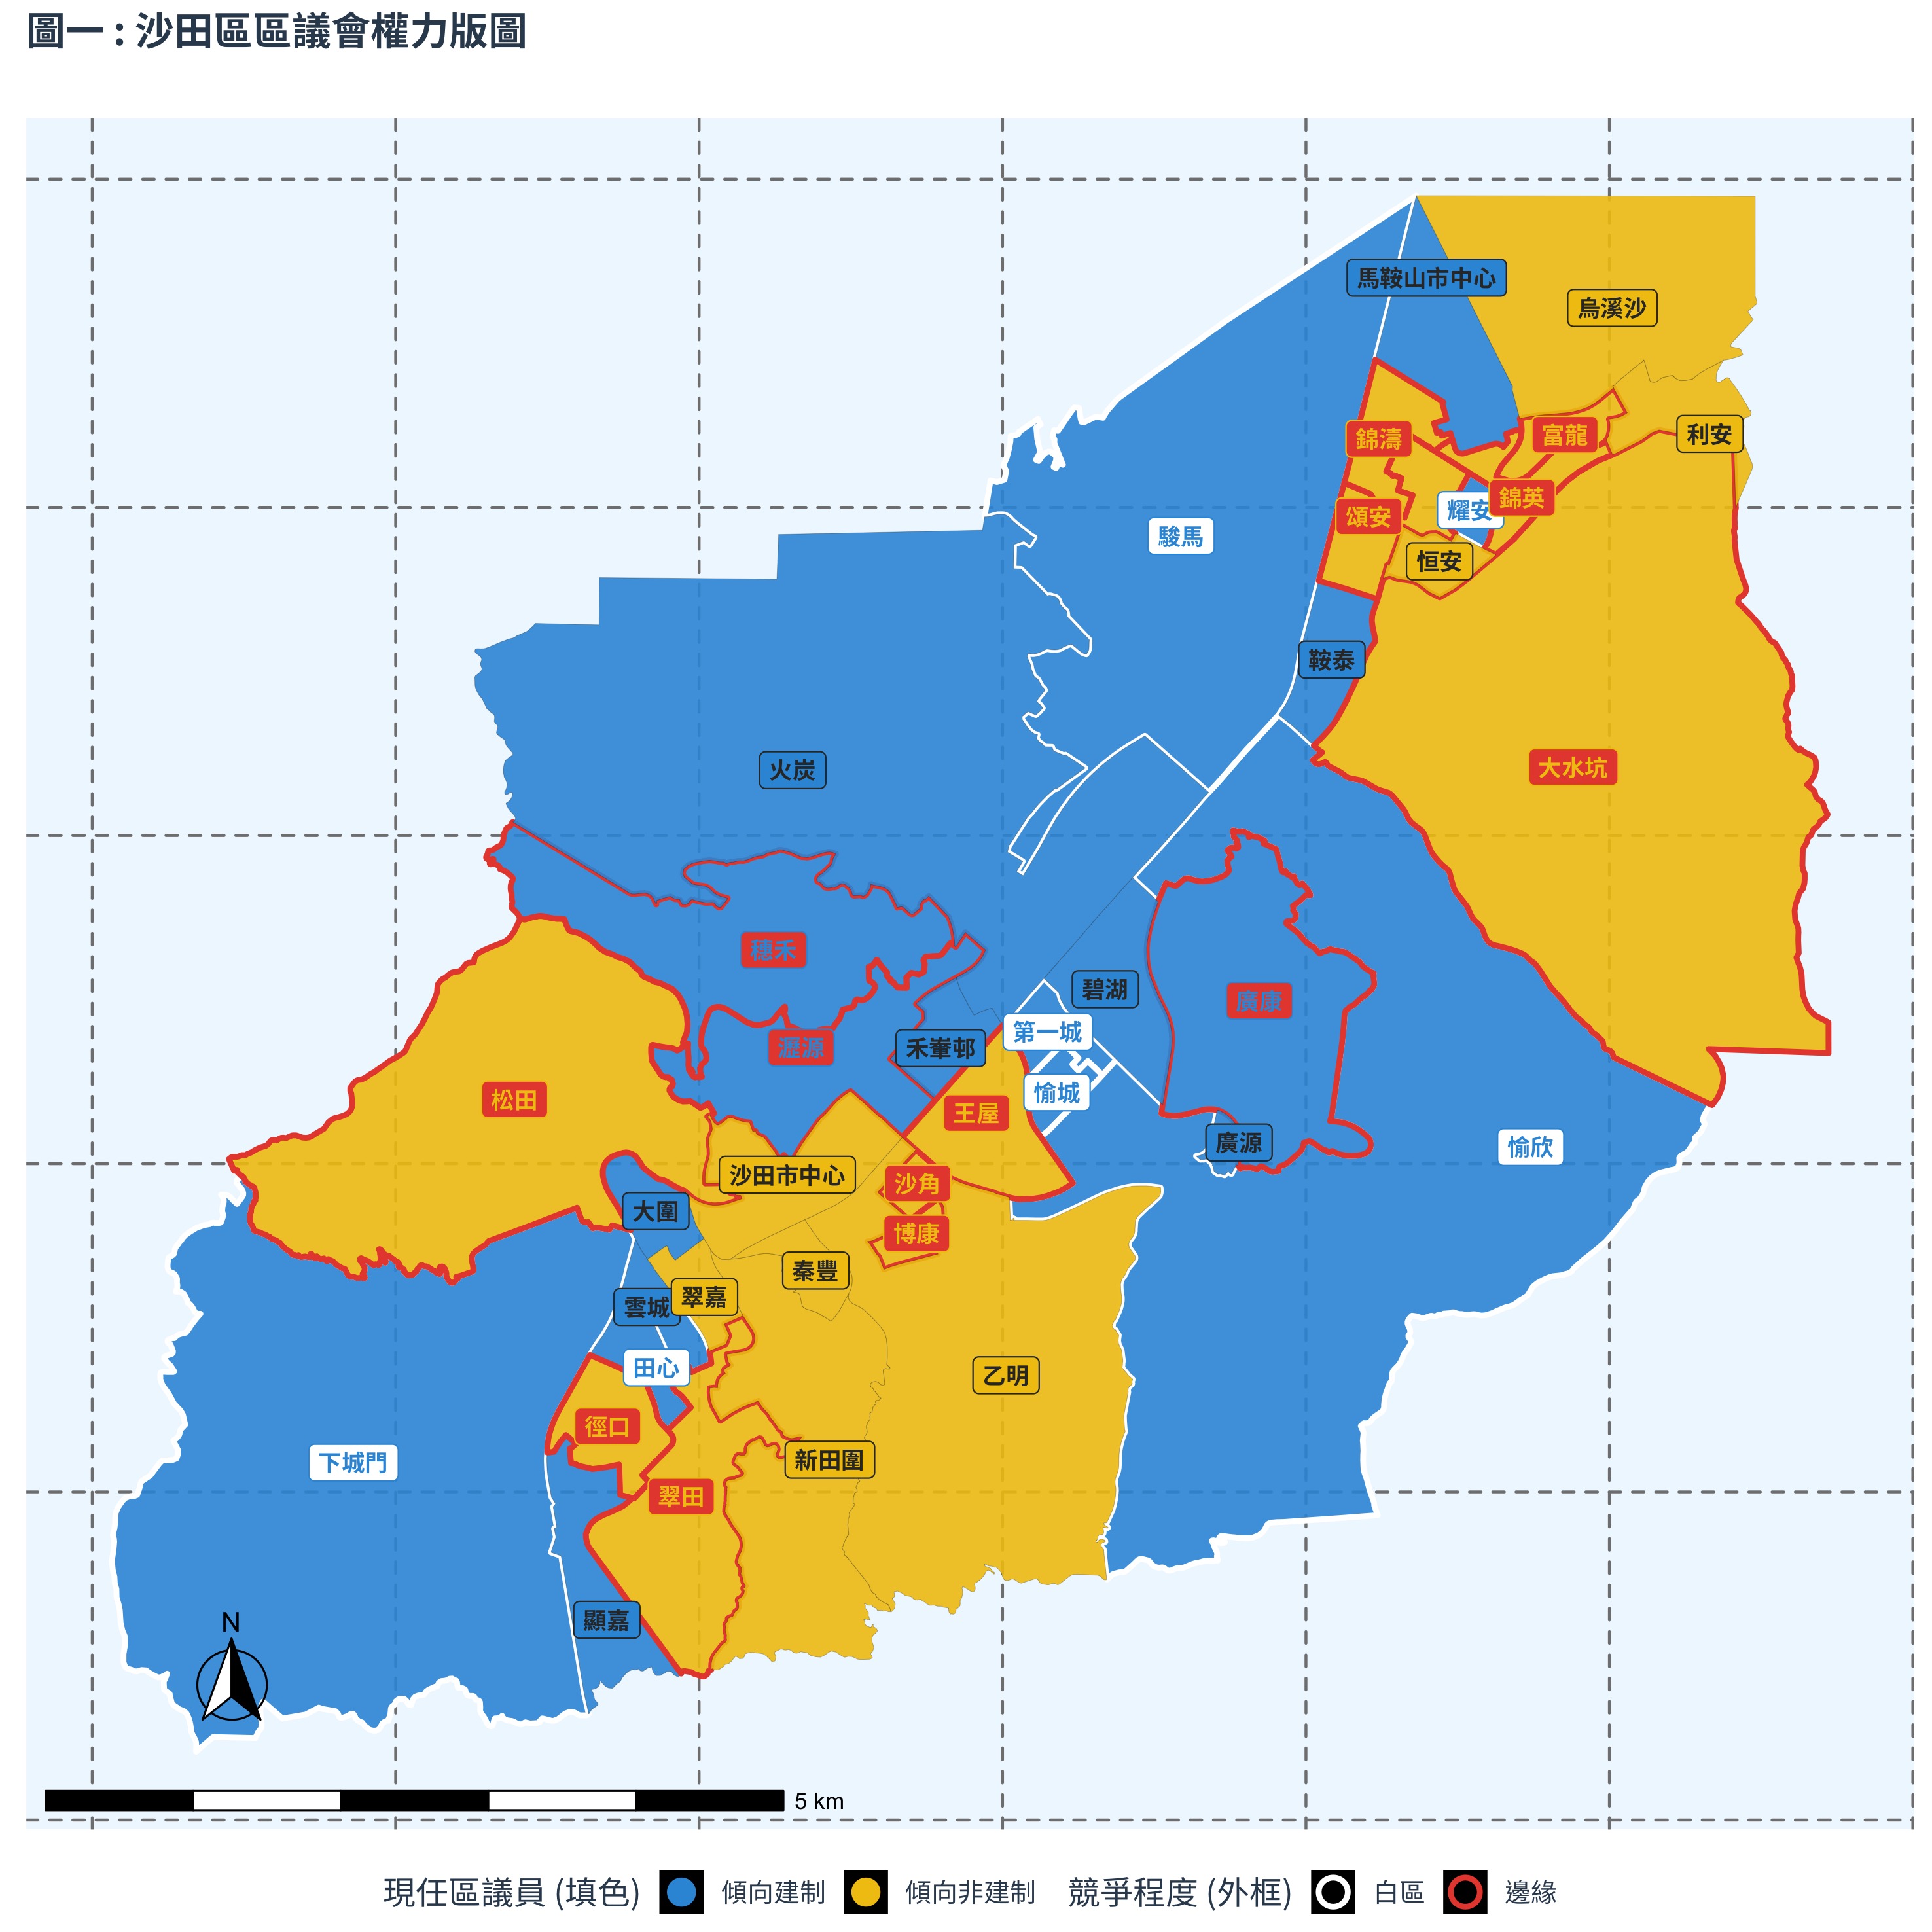 圖一 : 沙田區區議會權力版圖
馬鞍山市中心
烏溪沙
錦濤
富龍
利安
頌安
耀安
錦英
駿馬
恒安
鞍泰
火炭
大水坑
穗禾
碧湖
廣康
瀝源
禾輋邨
第一城
松田
愉城
王屋
廣源
愉欣
沙田市中心
沙角
大圍
博康
秦豐
雲城
翠嘉
田心
乙明
徑口
下城門
新田圍
翠田
顯嘉
N
5 km
現任區議員 (填色) 傾向建制 傾向非建制 競爭程度 (外框) 白區 邊緣